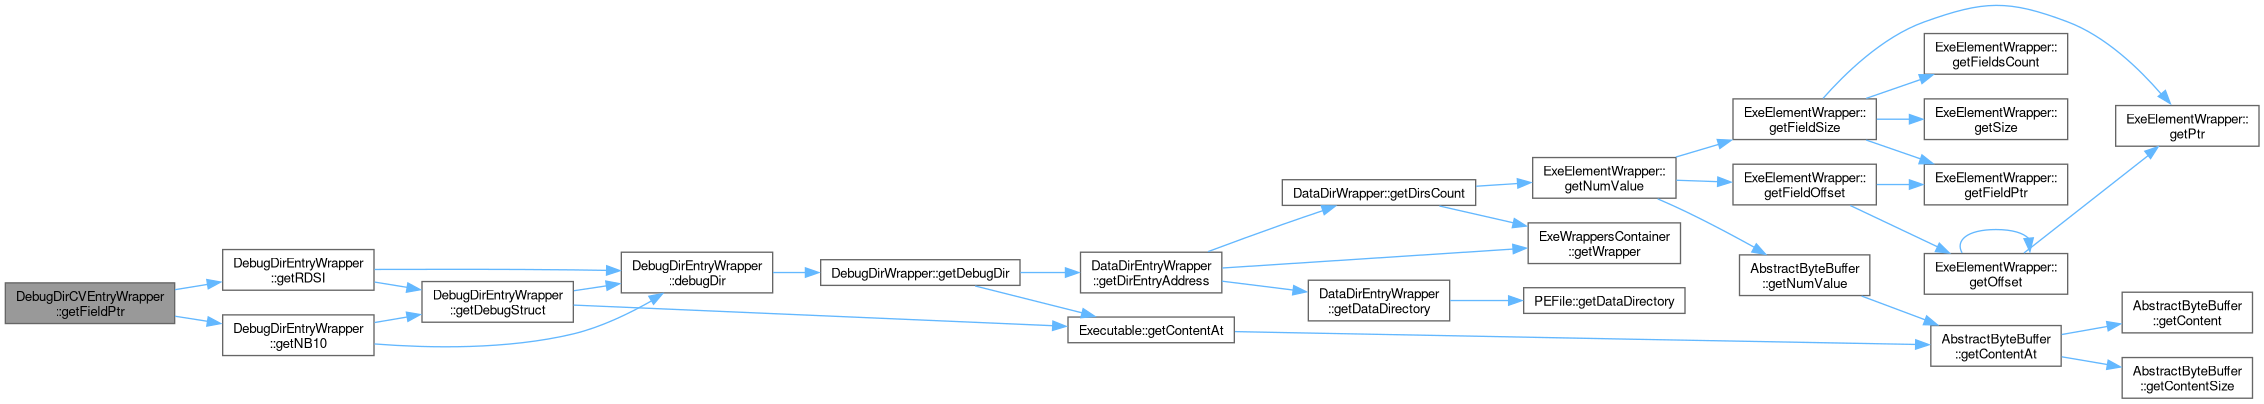 DebugDirCVEntryWrapper
::getFieldPtr
DebugDirEntryWrapper
::getRDSI
DebugDirEntryWrapper
::getNB10
DebugDirEntryWrapper
::getDebugStruct
DebugDirEntryWrapper
::debugDir
DebugDirWrapper::getDebugDir
Executable::getContentAt
DataDirEntryWrapper
::getDirEntryAddress
DataDirWrapper::getDirsCount
DataDirEntryWrapper
::getDataDirectory
ExeElementWrapper::
getNumValue
ExeWrappersContainer
::getWrapper
PEFile::getDataDirectory
ExeElementWrapper::
getFieldSize
ExeElementWrapper::
getFieldOffset
AbstractByteBuffer
::getNumValue
ExeElementWrapper::
getFieldsCount
ExeElementWrapper::
getSize
ExeElementWrapper::
getFieldPtr
ExeElementWrapper::
getOffset
AbstractByteBuffer
::getContentAt
ExeElementWrapper::
getPtr
AbstractByteBuffer
::getContent
AbstractByteBuffer
::getContentSize